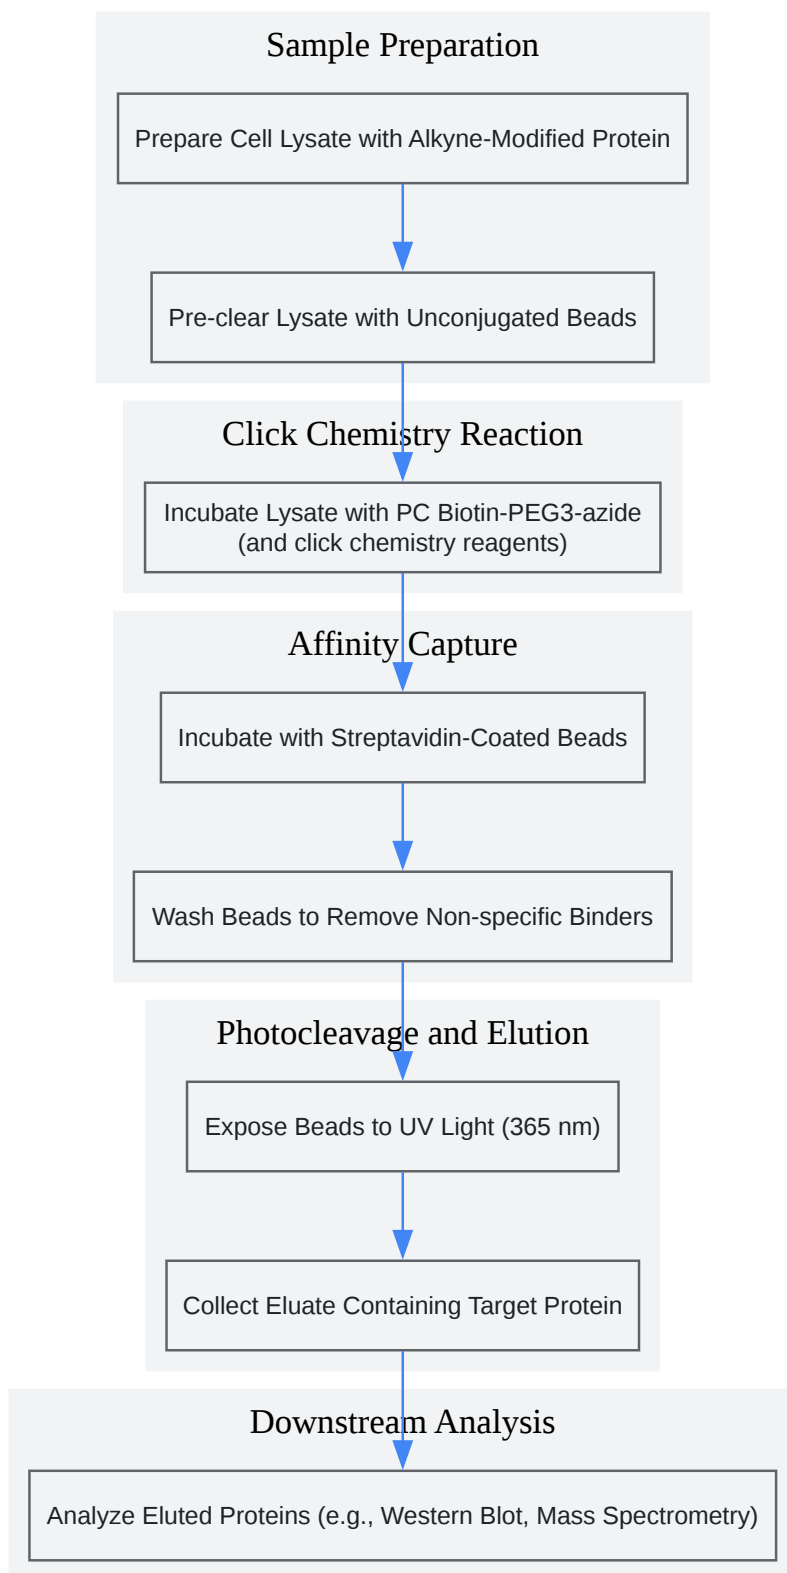 Sample Preparation
Prepare Cell Lysate with Alkyne-Modified Protein
Pre-clear Lysate with Unconjugated Beads
Click Chemistry Reaction
Incubate Lysate with PC Biotin-PEG3-azide
(and click chemistry reagents)
Affinity Capture
Incubate with Streptavidin-Coated Beads
Wash Beads to Remove Non-specific Binders
Photocleavage and Elution
Expose Beads to UV Light (365 nm)
Collect Eluate Containing Target Protein
Downstream Analysis
Analyze Eluted Proteins (e.g., Western Blot, Mass Spectrometry)